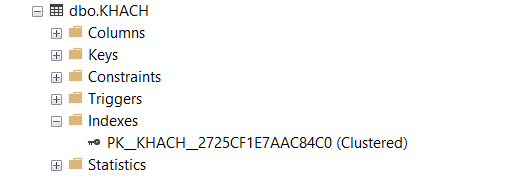 dbo.KHACH
Columns
Keys
Constraints
Triggers
Indexes
PK__KHACH__2725CF1E7AAC84C0 (Clustered)
Statistics